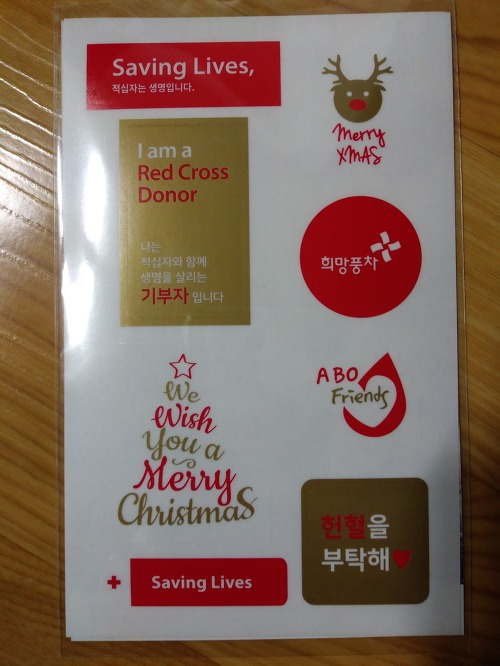 Saving Lives,
적십자는 생명입니다.
Merry
XMAS
I am a
Red Cross
Donor
나는
적십자와 함께
생명을 살리는
기부자 입니다
희망풍차
ABO
Friends
We
Wish
You a
Merry
Christmas
헌혈을
부탁해♥
+ Saving Lives